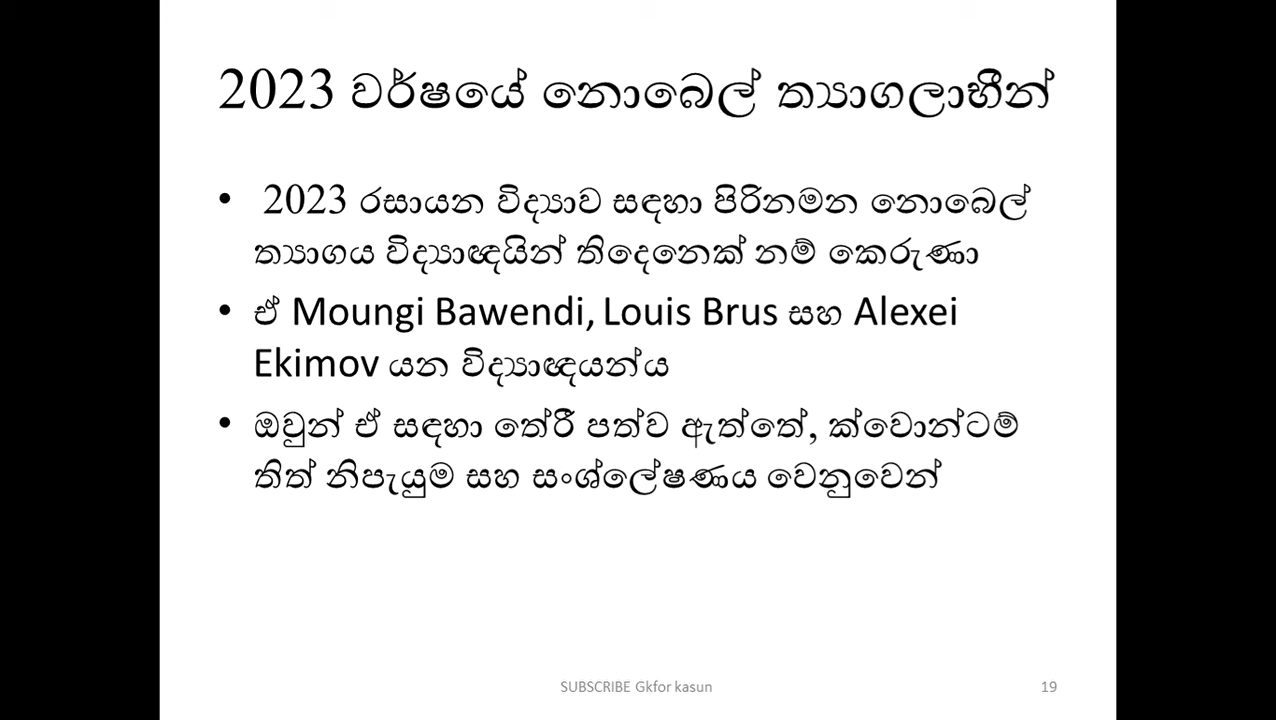 2023 වර්ෂයේ නොබෙල් ත්‍යාගලාභීන්
• 2023 රසායන විද්‍යාව සඳහා පිරිනමන නොබෙල්
ත්‍යාගය විද්‍යාඥයින් තිදෙනෙක් නම් කෙරුණා
• ඒ Moungi Bawendi, Louis Brus සහ Alexei
Ekimov යන විද්‍යාඥයන්ය
• ඔවුන් ඒ සඳහා තේරී පත්ව ඇත්තේ, ක්වොන්ටම්
තිත් නිපැයුම සහ සංශ්ලේෂණය වෙනුවෙන්
SUBSCRIBE Gkfor kasun
19